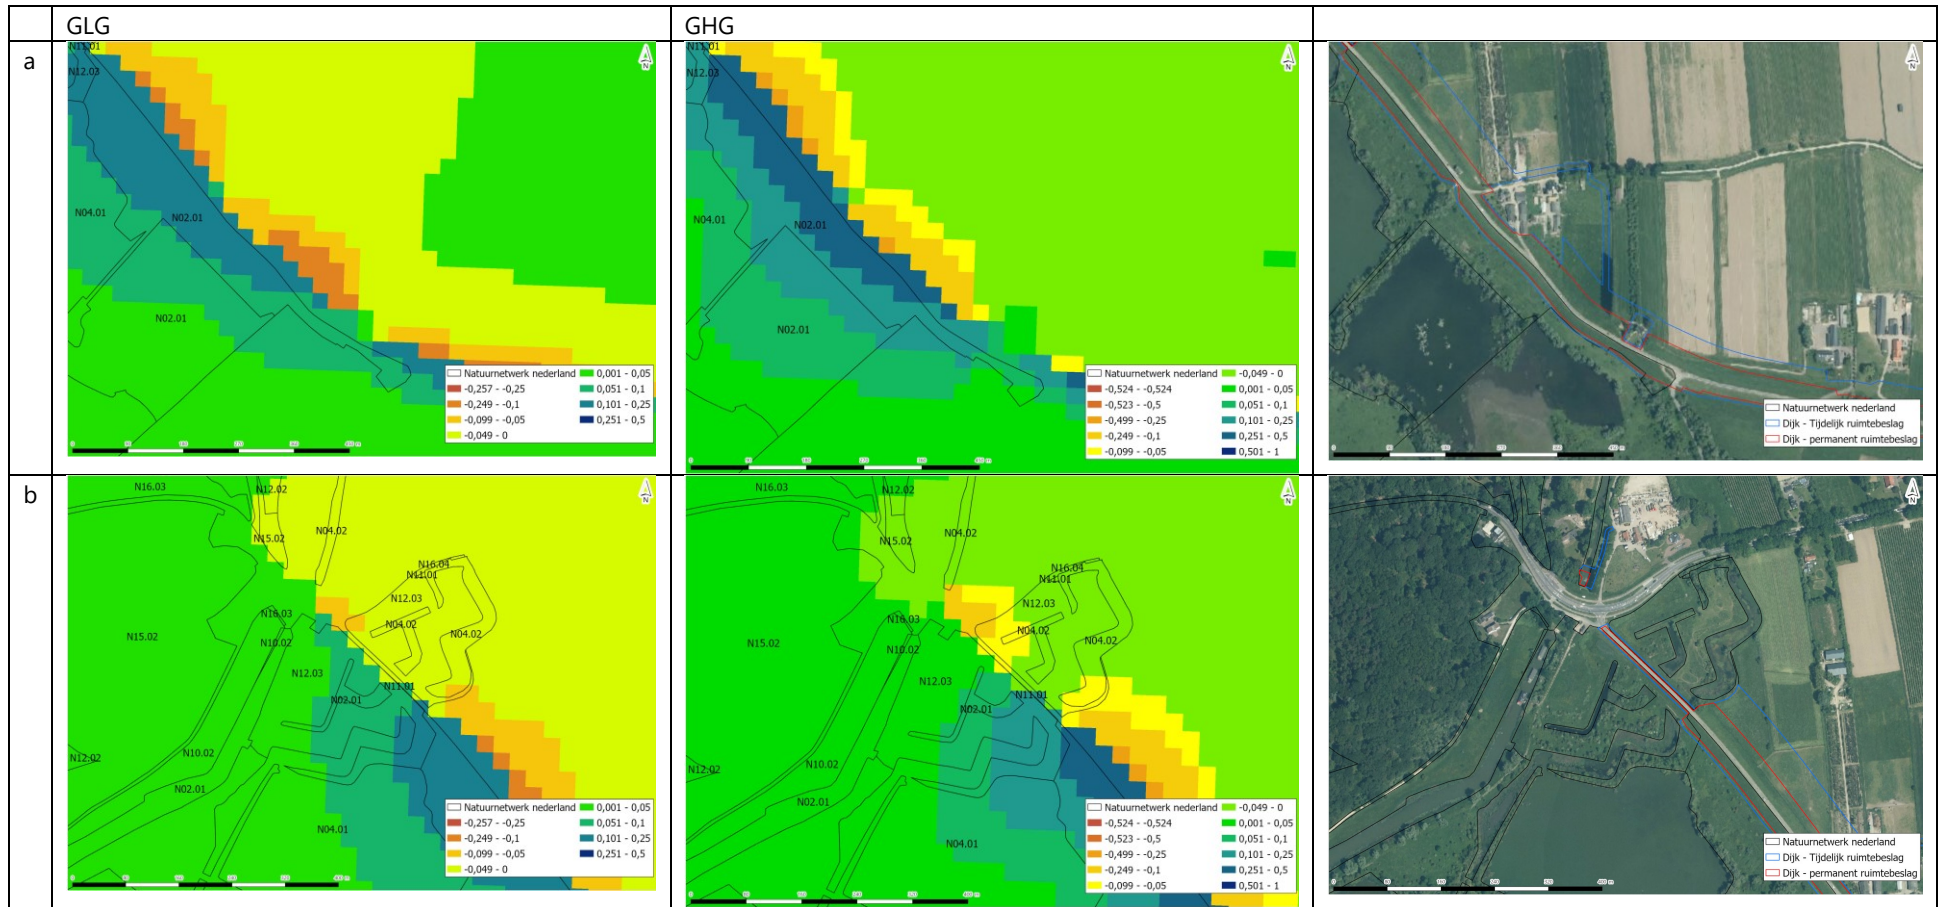 GLG
GHG
a
N11.01
N12.03
N04.01
N02.01
N02.01
N
Natuurnetwerk nederland
-0,257 - -0,25
-0,249 - -0,1
-0,099 - -0,05
-0,049 - 0
0,001 - 0,05
0,051 - 0,1
0,101 - 0,25
0,251 - 0,5
N11.01
N12.03
N04.01
N02.01
N02.01
N
Natuurnetwerk nederland
-0,524 - -0,524
-0,523 - -0,5
-0,499 - -0,25
-0,249 - -0,1
-0,099 - -0,05
-0,049 - 0
0,001 - 0,05
0,051 - 0,1
0,101 - 0,25
0,251 - 0,5
0,501 - 1
N
Natuurnetwerk nederland
Dijk - Tijdelijk ruimtebeslag
Dijk - permanent ruimtebeslag
b
N16.03
N12.02
N15.02
N04.02
N16.04
N11.01
N12.03
N04.02
N04.02
N16.03
N15.02
N10.02
N12.03
N11.01
N02.01
N10.02
N12.02
N02.01
N04.01
N
Natuurnetwerk nederland
-0,257 - -0,25
-0,249 - -0,1
-0,099 - -0,05
-0,049 - 0
0,001 - 0,05
0,051 - 0,1
0,101 - 0,25
0,251 - 0,5
N16.03
N12.02
N15.02
N04.02
N16.04
N11.01
N12.03
N04.02
N04.02
N16.03
N15.02
N10.02
N12.03
N11.01
N02.01
N10.02
N12.02
N02.01
N04.01
N
Natuurnetwerk nederland
-0,524 - -0,524
-0,523 - -0,5
-0,499 - -0,25
-0,249 - -0,1
-0,099 - -0,05
-0,049 - 0
0,001 - 0,05
0,051 - 0,1
0,101 - 0,25
0,251 - 0,5
0,501 - 1
N
Natuurnetwerk nederland
Dijk - Tijdelijk ruimtebeslag
Dijk - permanent ruimtebeslag